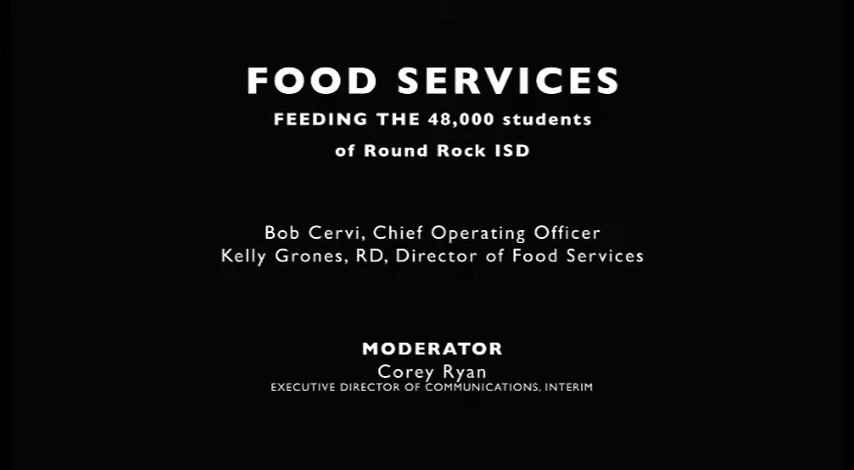 FOOD SERVICES
FEEDING THE 48,000 students
of Round Rock ISD
Bob Cervi, Chief Operating Officer
Kelly Grones, RD, Director of Food Services
MODERATOR
Corey Ryan
EXECUTIVE DIRECTOR OF COMMUNICATIONS, INTERIM